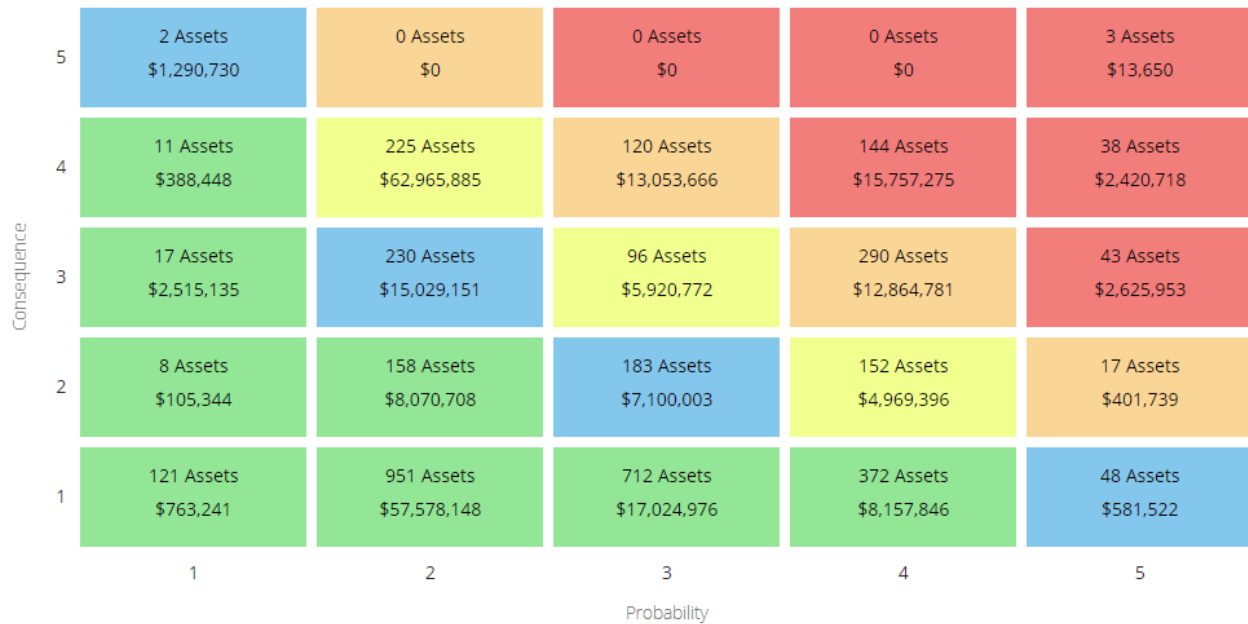 2 Assets 0 Assets 0 Assets 0 Assets 3 Assets
5
$1,290,730 $0 $0 $0 $13,650
11 Assets 225 Assets 120 Assets 144 Assets 38 Assets
4
$388,448 $62,965,885 $13,053,666 $15,757,275 $2,420,718
17 Assets 230 Assets 96 Assets 290 Assets 43 Assets
3
$2,515,135 $15,029,151 $5,920,772 $12,864,781 $2,625,953
Consequence
8 Assets 158 Assets 183 Assets 152 Assets 17 Assets
2
$105,344 $8,070,708 $7,100,003 $4,969,396 $401,739
121 Assets 951 Assets 712 Assets 372 Assets 48 Assets
1
$763,241 $57,578,148 $17,024,976 $8,157,846 $581,522
1 2 3 4 5
Probability